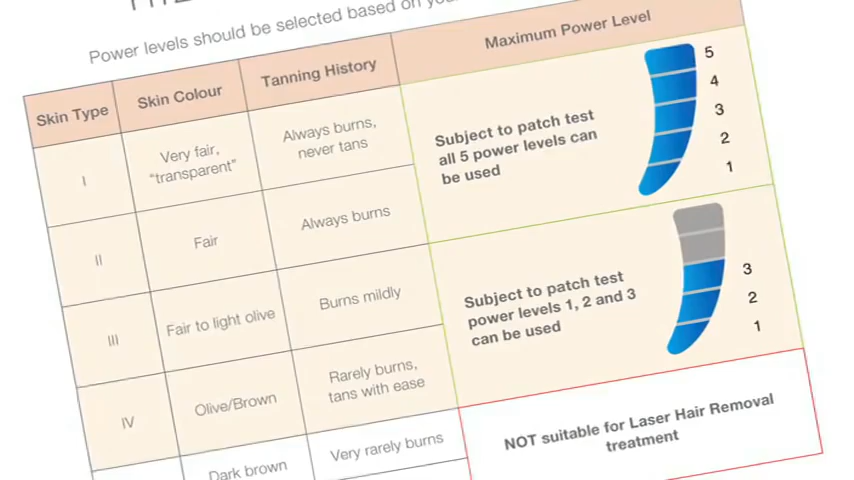 Power levels should be selected based on
Skin Type
Skin Colour
Tanning History
Maximum Power Level
I
Very fair,
“transparent”
Always burns,
never tans
Subject to patch test
all 5 power levels can
be used
5
4
3
2
1
II
Fair
Always burns
III
Fair to light olive
Burns mildly
Subject to patch test
power levels 1, 2 and 3
can be used
3
2
1
IV
Olive/Brown
Rarely burns,
tans with ease
Dark brown
Very rarely burns
NOT suitable for Laser Hair Removal
treatment